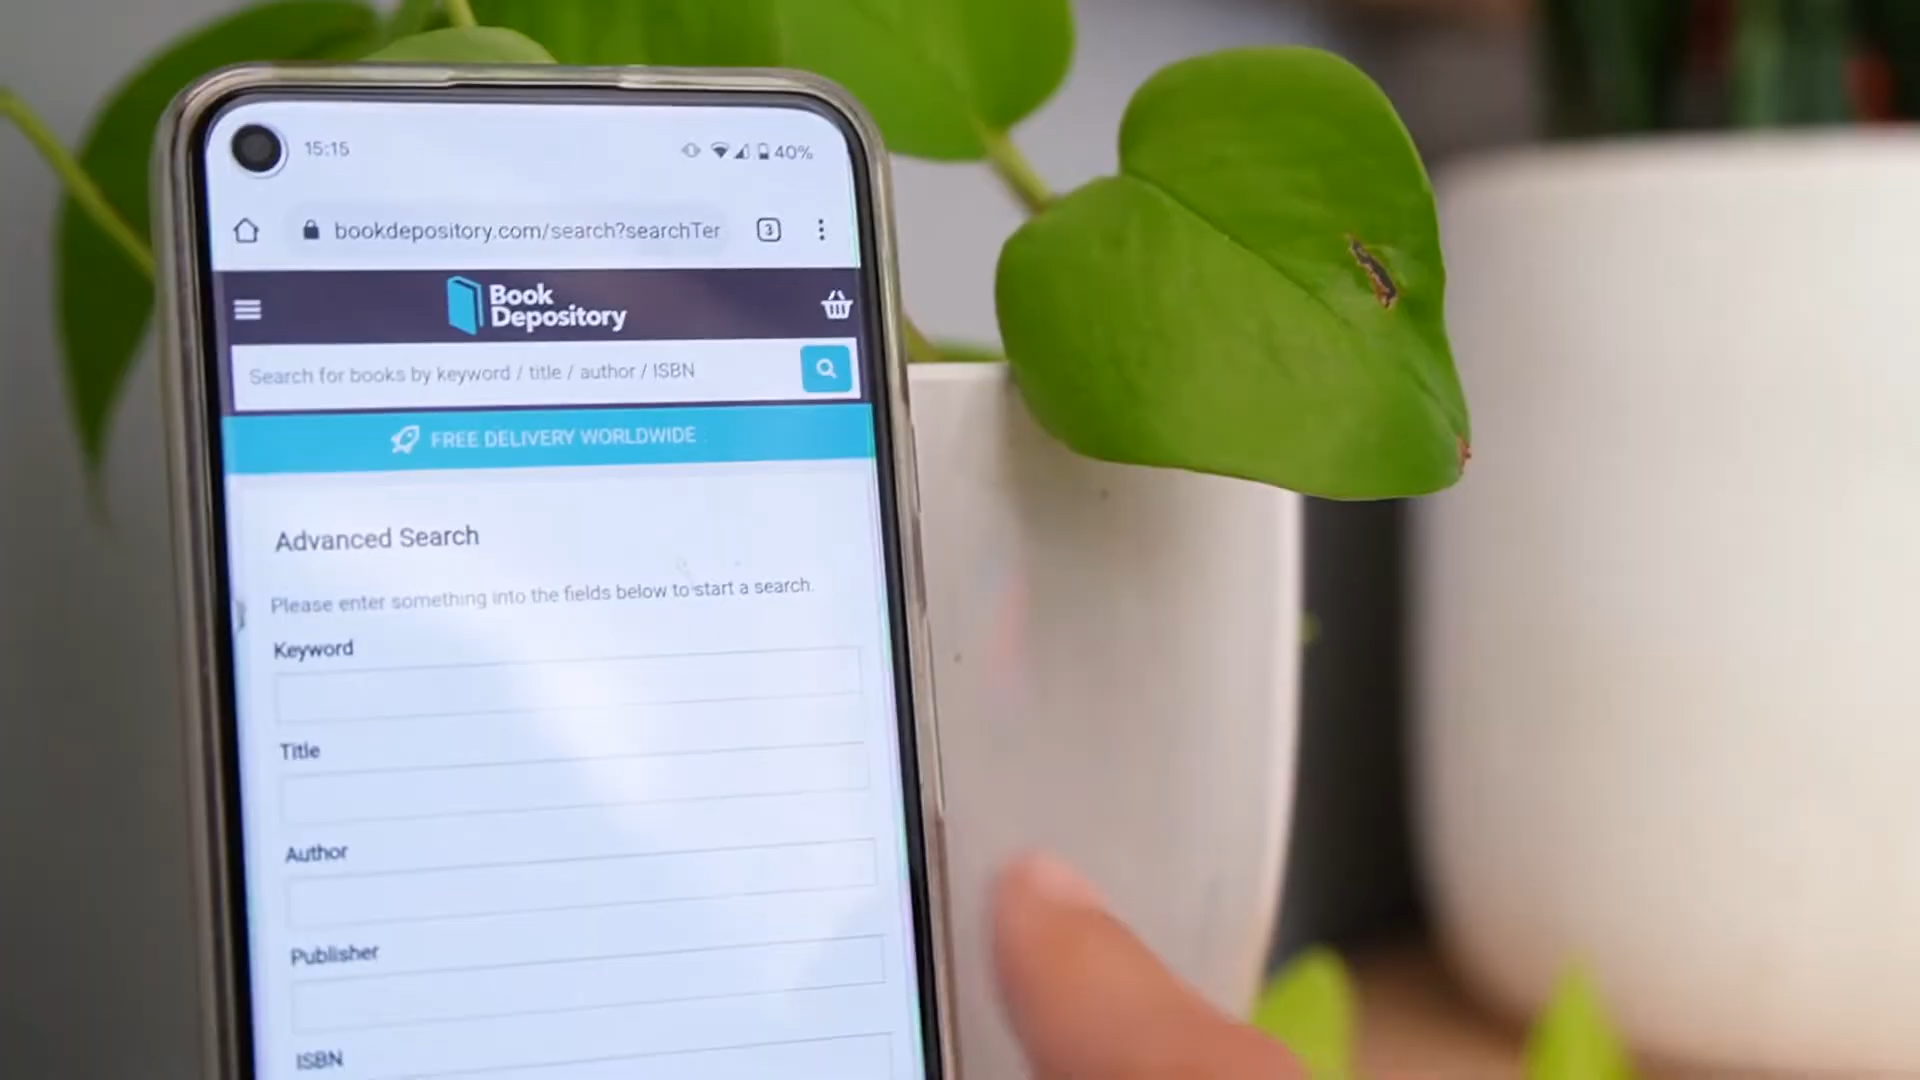 15:15
40%
bookdepository.com/search?searchTer
3
Book
Depository
Search for books by keyword / title / author / ISBN
FREE DELIVERY WORLDWIDE
Advanced Search
Please enter something into the fields below to start a search.
Keyword
Title
Author
Publisher
ISBN